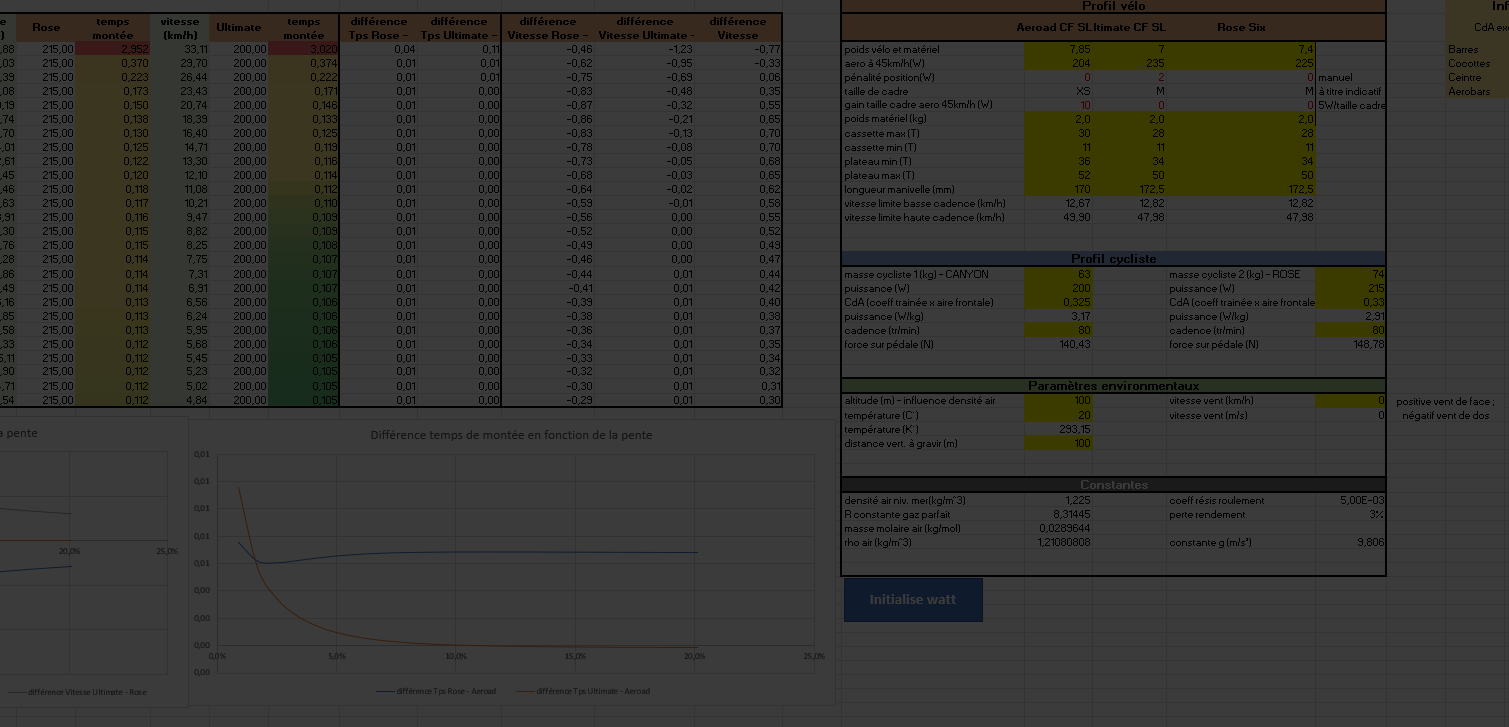 Rose temps montée vitesse (km/h) Ultimate temps montée différence Tps Rose - différence Tps Ultimate - différence Vitesse Rose - différence Vitesse Ultimate - différence Vitesse
,88 215,00 2,952 33,11 200,00 3,020 0,04 0,11 -0,46 -1,23 -0,77
,03 215,00 0,370 29,70 200,00 0,374 0,01 0,01 -0,62 -0,95 -0,33
,39 215,00 0,223 26,44 200,00 0,222 0,01 0,01 -0,75 -0,69 0,06
,08 215,00 0,173 23,43 200,00 0,171 0,01 0,00 -0,83 -0,48 0,35
,19 215,00 0,150 20,74 200,00 0,146 0,01 0,00 -0,87 -0,32 0,55
,74 215,00 0,138 18,39 200,00 0,133 0,01 0,00 -0,86 -0,21 0,65
,70 215,00 0,130 16,40 200,00 0,125 0,01 0,00 -0,83 -0,13 0,70
,01 215,00 0,125 14,71 200,00 0,119 0,01 0,00 -0,78 -0,08 0,70
,61 215,00 0,122 13,30 200,00 0,116 0,01 0,00 -0,73 -0,05 0,68
,45 215,00 0,120 12,10 200,00 0,114 0,01 0,00 -0,68 -0,03 0,65
,46 215,00 0,118 11,08 200,00 0,112 0,01 0,00 -0,64 -0,02 0,62
,63 215,00 0,117 10,21 200,00 0,110 0,01 0,00 -0,59 -0,01 0,58
,91 215,00 0,116 9,47 200,00 0,109 0,01 0,00 -0,56 0,00 0,55
,30 215,00 0,115 8,82 200,00 0,109 0,01 0,00 -0,52 0,00 0,52
,76 215,00 0,115 8,25 200,00 0,108 0,01 0,00 -0,49 0,00 0,49
,28 215,00 0,114 7,75 200,00 0,107 0,01 0,00 -0,46 0,00 0,47
,86 215,00 0,114 7,31 200,00 0,107 0,01 0,00 -0,44 0,01 0,44
,49 215,00 0,113 6,91 200,00 0,107 0,01 0,00 -0,41 0,01 0,42
,16 215,00 0,113 6,56 200,00 0,106 0,01 0,00 -0,39 0,01 0,40
,85 215,00 0,113 6,24 200,00 0,106 0,01 0,00 -0,38 0,01 0,38
,58 215,00 0,113 5,95 200,00 0,106 0,01 0,00 -0,36 0,01 0,37
,33 215,00 0,112 5,68 200,00 0,106 0,01 0,00 -0,34 0,01 0,35
5,11 215,00 0,112 5,45 200,00 0,106 0,01 0,00 -0,33 0,01 0,34
,90 215,00 0,112 5,23 200,00 0,105 0,01 0,00 -0,32 0,01 0,32
,71 215,00 0,112 5,02 200,00 0,105 0,01 0,00 -0,30 0,01 0,31
,54 215,00 0,112 4,84 200,00 0,105 0,01 0,00 -0,29 0,01 0,30
a pente
20,0% 25,0%
différence Vitesse Ultimate - Rose
Différence temps de montée en fonction de la pente
0,01
0,01
0,01
0,01
0,01
0,00
0,00
0,00
0,00
0,0% 5,0% 10,0% 15,0% 20,0% 25,0%
différence Tps Rose - Aeroad différence Tps Ultimate - Aeroad
Profil vélo
Aeroad CF SL ltimate CF SL Rose Six
poids vélo et matériel 7,85 7 7,4
aero à 45km/h(W) 204 235 225
pénalité position(W) 0 2 0 manuel
taille de cadre XS M M à titre indicatif
gain taille cadre aero 45km/h (W) 10 0 0 5W/taille cadre
poids matériel (kg) 2,0 2,0 2,0
cassette max (T) 30 28 28
cassette min (T) 11 11 11
plateau min (T) 36 34 34
plateau max (T) 52 50 50
longueur manivelle (mm) 170 172,5 172,5
vitesse limite basse cadence (km/h) 12,67 12,82 12,82
vitesse limite haute cadence (km/h) 49,90 47,98 47,98
Profil cycliste
masse cycliste 1 (kg) - CANYON 63 masse cycliste 2 (kg) - ROSE 74
puissance (W) 200 puissance (W) 215
CdA (coeff trainée x aire frontale) 0,325 CdA (coeff trainée x aire frontale 0,33
puissance (W/kg) 3,17 puissance (W/kg) 2,91
cadence (tr/min) 80 cadence (tr/min) 80
force sur pédale (N) 140,43 force sur pédale (N) 148,78
Paramètres environmentaux
altitude (m) - influence densité air 100 vitesse vent (km/h) 0 positive vent de face ;
température (C°) 20 vitesse vent (m/s) 0 négatif vent de dos
température (K°) 293,15
distance vert. à gravir (m) 100
Constantes
densité air niv. mer(kg/m^3) 1,225 coeff résis roulement 5,00E-03
R constante gaz parfait 8,31445 perte rendement 3%
masse molaire air (kg/mol) 0,0289644
rho air (kg/m^3) 1,21080808 constante g (m/s²) 9,806
Initialise watt
Inf
CdA ex
Barres
Cocottes
Ceintre
Aerobars